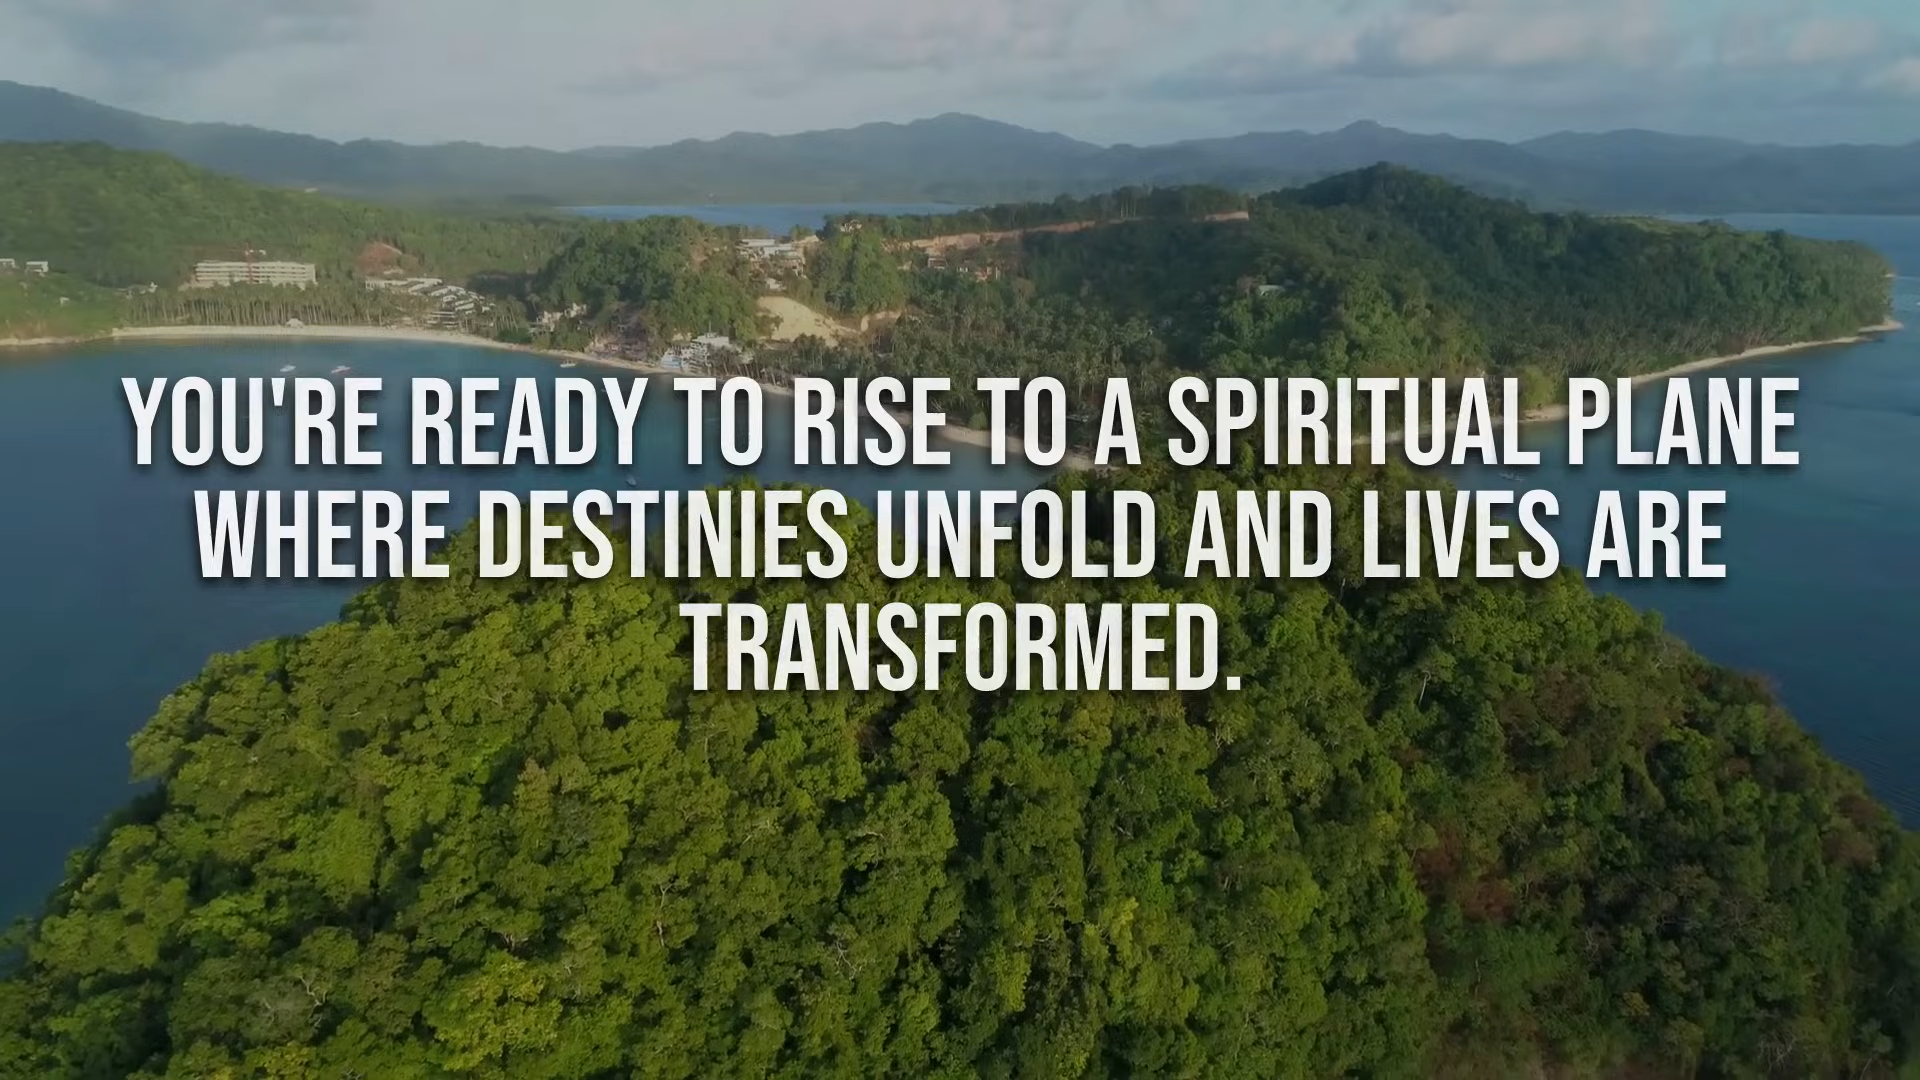 YOU'RE READY TO RISE TO A SPIRITUAL PLANE
WHERE DESTINIES UNFOLD AND LIVES ARE
TRANSFORMED.